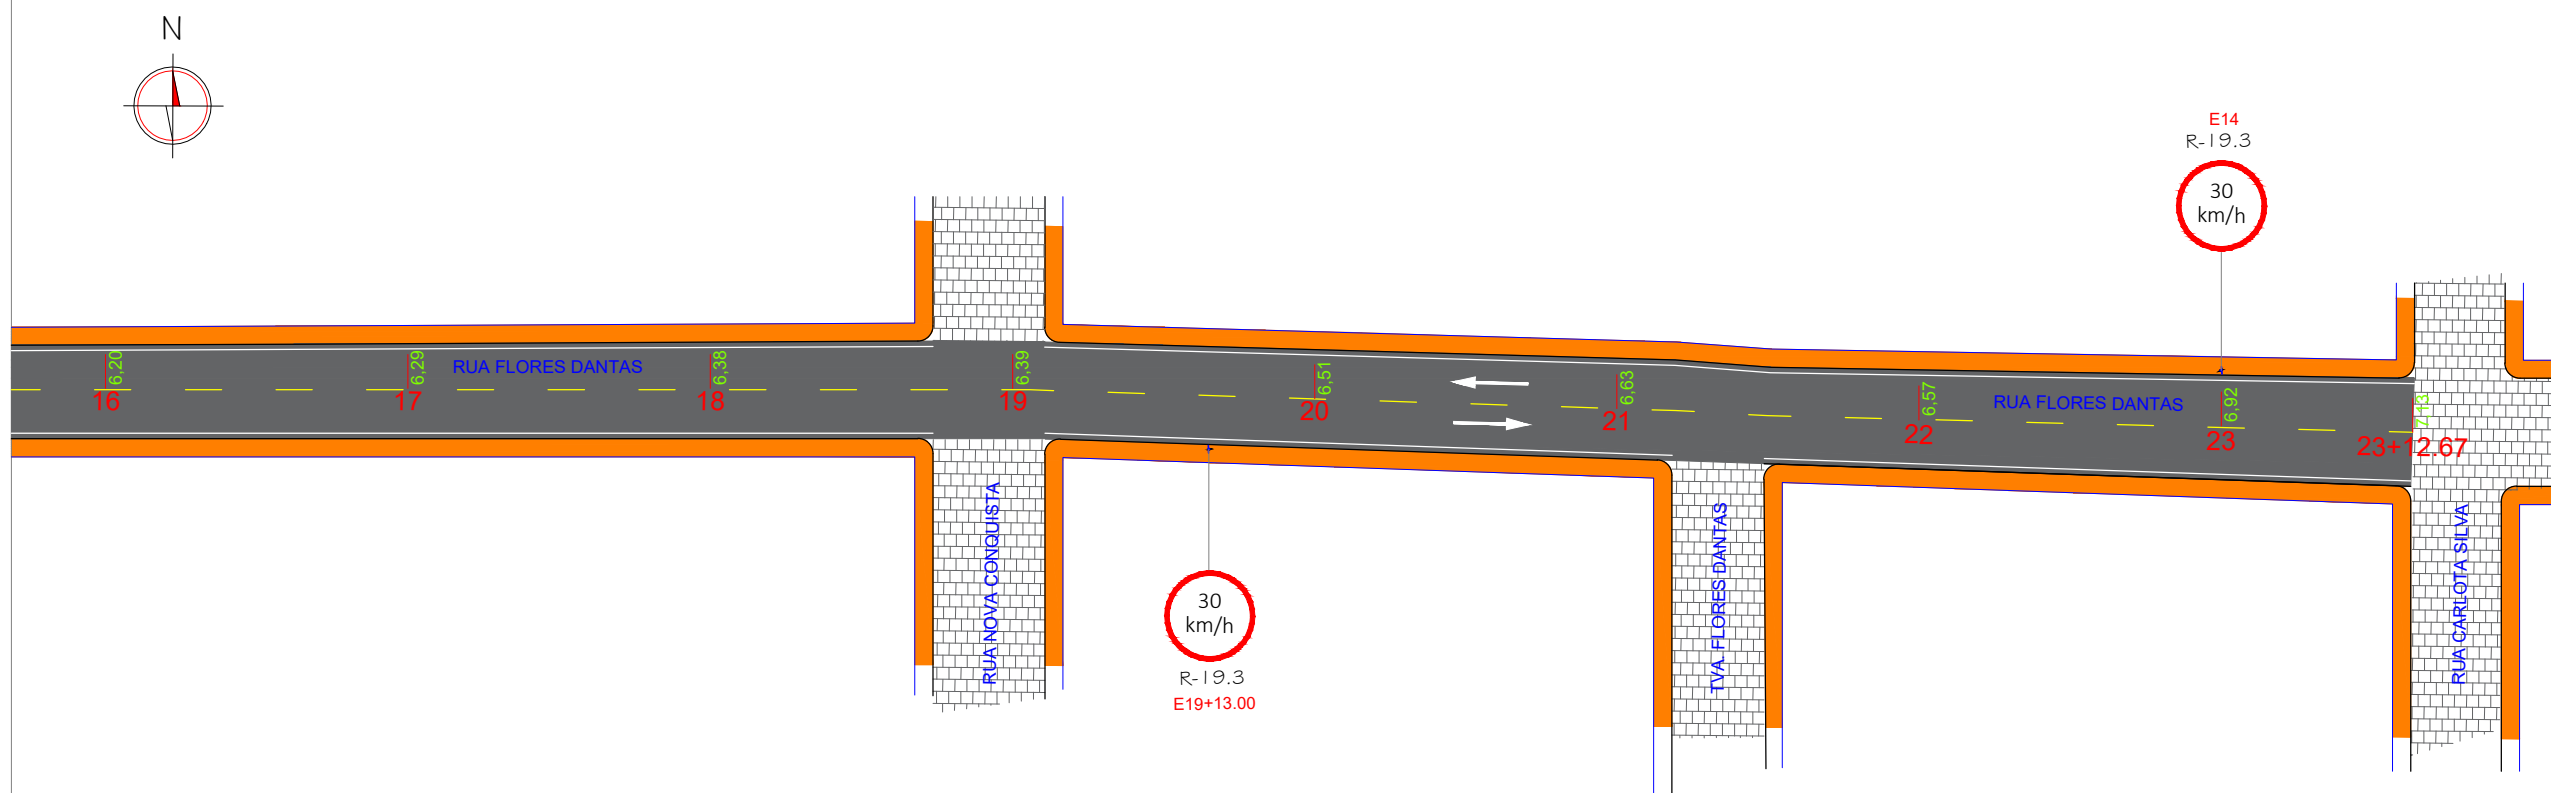 N
E14
R-19.3
30
km/h
RUA FLORES DANTAS
RUA FLORES DANTAS
6,20
6,29
6,38
6,39
6,51
6,63
6,57
6,92
7,13
16
17
18
19
20
21
22
23
23+12.67
RUA NOVA CONQUISTA
TVA. FLORES DANTAS
RUA CARLOTA SILVA
30
km/h
R-19.3
E19+13.00